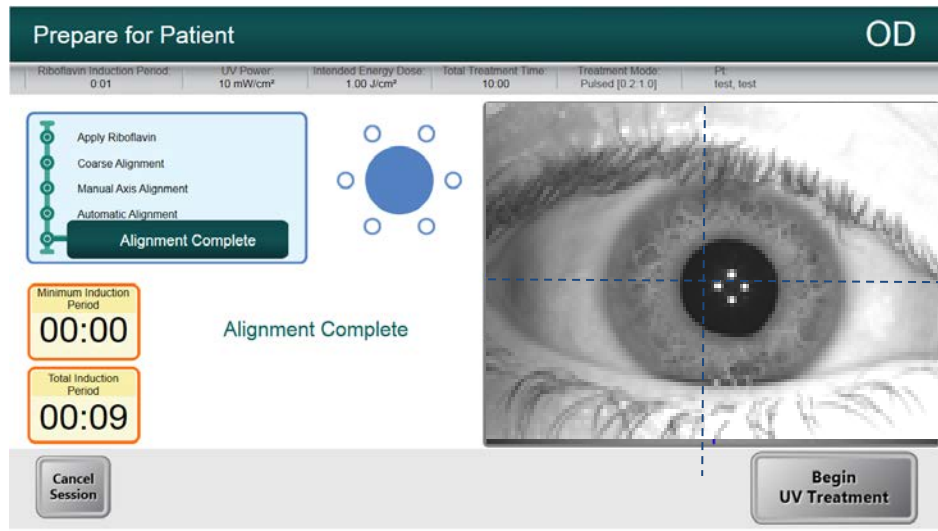 Prepare for Patient
OD
Riboflavin Induction Period:
0:01
UV Power:
10 mW/cm²
Intended Energy Dose:
1.00 J/cm²
Total Treatment Time:
10:00
Treatment Mode:
Pulsed [0.2:1.0]
Pt:
test, test
Apply Riboflavin
Coarse Alignment
Manual Axis Alignment
Automatic Alignment
Alignment Complete
Minimum Induction
Period
00:00
Alignment Complete
Total Induction
Period
00:09
Cancel
Session
Begin
UV Treatment